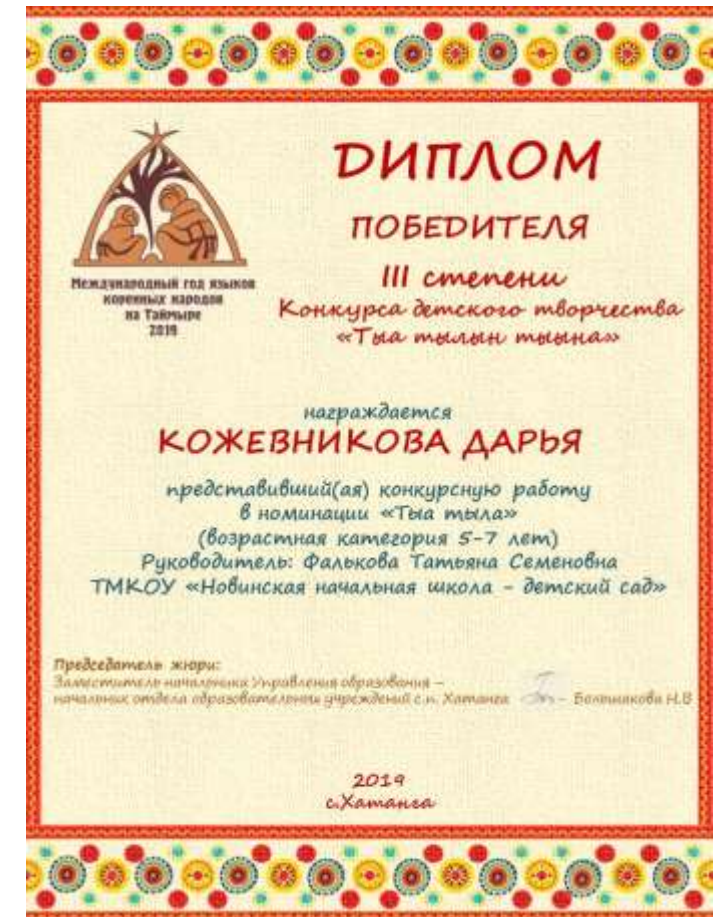 Международный год языков
коренных народов
на Таймыре
2019
ДИПЛОМ
ПОБЕДИТЕЛЯ
III степени
Конкурса детского творчества
«Тыа тылын тыына»
награждается
КОЖЕВНИКОВА ДАРЬЯ
представивший(ая) конкурсную работу
в номинации «Тыа тыла»
(возрастная категория 5-7 лет)
Руководитель: Фалькова Татьяна Семеновна
ТМКОУ «Новинская начальная школа - детский сад»
Председатель жюри:
Заместитель начальника Управления образования –
начальник отдела образовательных учреждений с.п. Хатанга – Большакова Н.В
2019
с.Хатанга